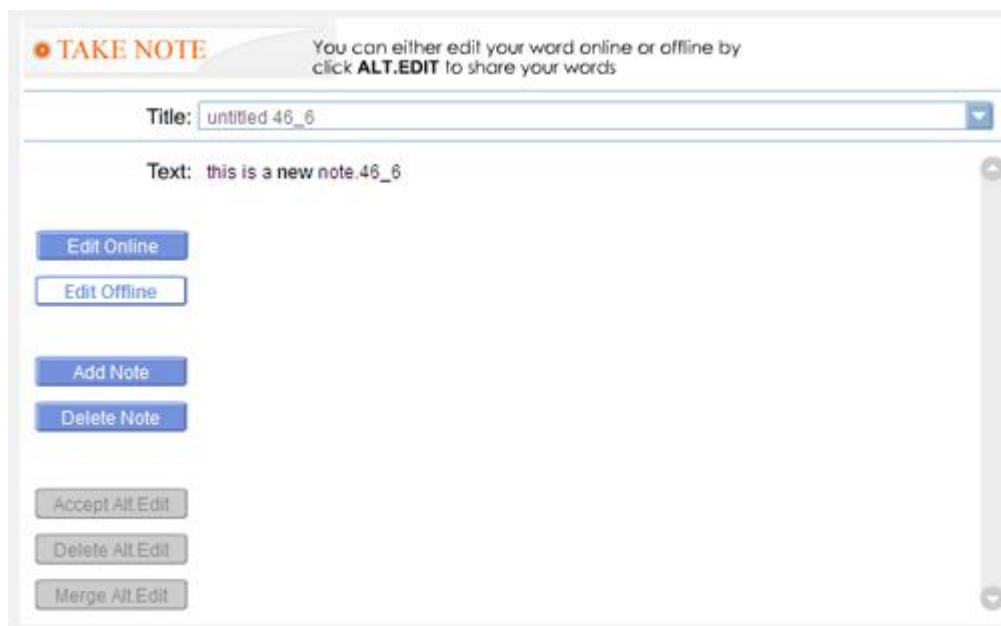 TAKE NOTE
You can either edit your word online or offline by
click ALT.EDIT to share your words
Title: untitled 46_6
Text: this is a new note.46_6
Edit Online
Edit Offline
Add Note
Delete Note
Accept Alt.Edit
Delete Alt.Edit
Merge Alt.Edit